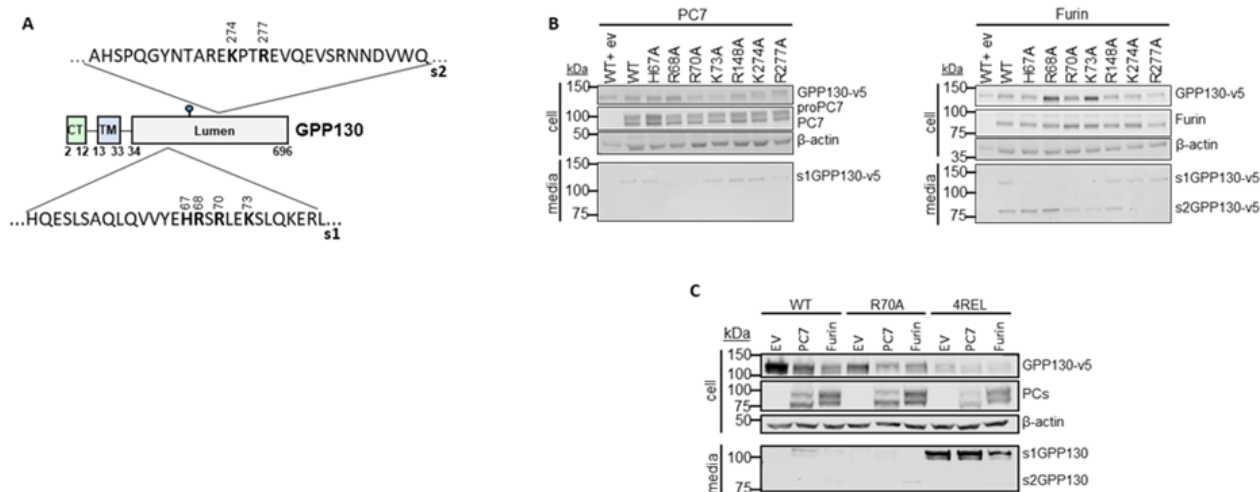 A
274
277
...AHSPQGYNTAREKPTREVQEVSRNNDVWQ...
s2
CT
TM
Lumen
GPP130
2 12 13 33 34 696
67
68
70
73
...HQESLSAQLQVVYEHRSRLEKSLQKERL...
s1
B
PC7
kDa
WT+ ev
WT
H67A
R68A
R70A
K73A
R148A
K274A
R277A
cell
150
100
GPP130-v5
100
75
50
proPC7
PC7
β-actin
media
150
100
75
s1GPP130-v5
Furin
kDa
WT+ ev
WT
H67A
R68A
R70A
K73A
R148A
K274A
R277A
cell
150
100
GPP130-v5
100
75
50
Furin
35
β-actin
media
150
100
75
s1GPP130-v5
s2GPP130-v5
C
WT
R70A
4REL
kDa
EV
PC7
Furin
EV
PC7
Furin
EV
PC7
Furin
cell
150
100
GPP130-v5
100
75
PCs
50
β-actin
media
100
75
s1GPP130
s2GPP130